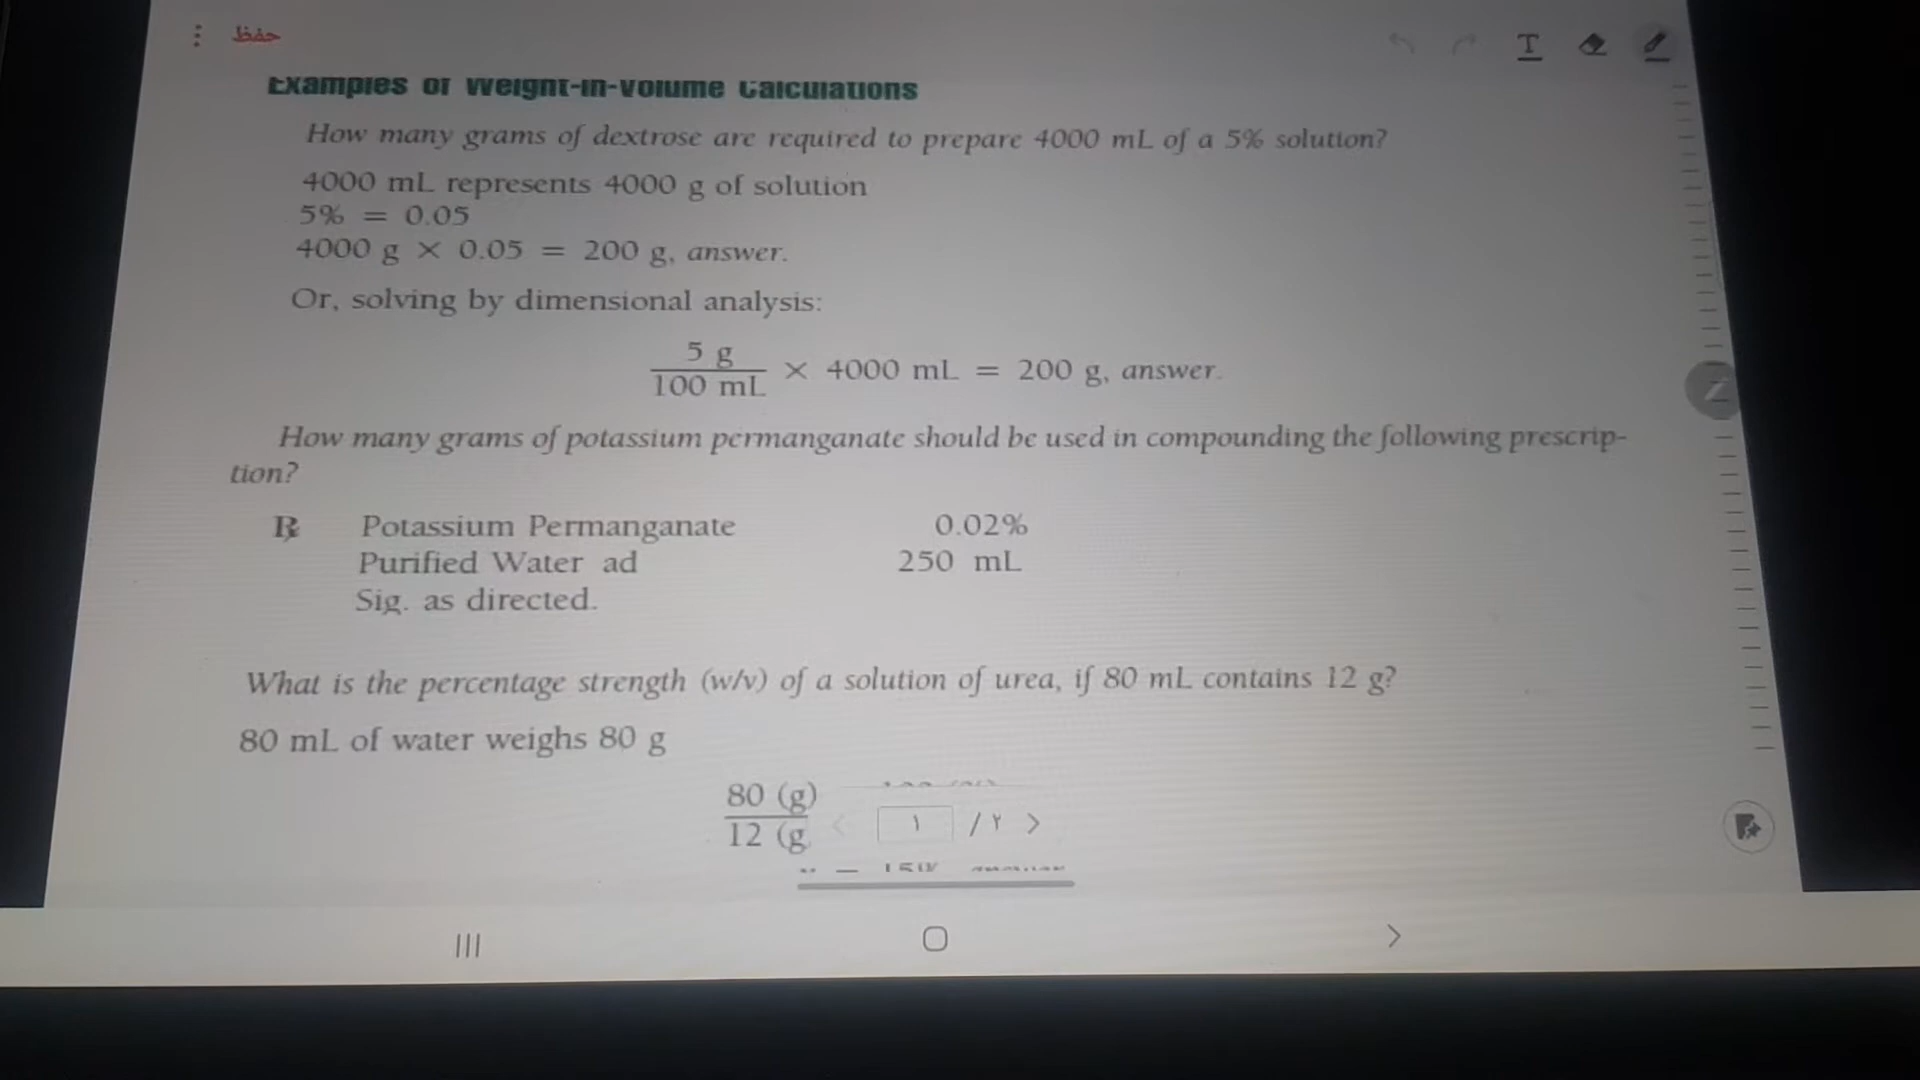 حفظ
T
Examples of Weight-in-Volume Calculations
How many grams of dextrose are required to prepare 4000 mL of a 5% solution?
4000 mL represents 4000 g of solution
5% = 0.05
4000 g × 0.05 = 200 g, answer.
Or, solving by dimensional analysis:
5 g
100 mL × 4000 mL = 200 g, answer.
How many grams of potassium permanganate should be used in compounding the following prescrip-
tion?
℞ Potassium Permanganate 0.02%
Purified Water ad 250 mL
Sig. as directed.
What is the percentage strength (w/v) of a solution of urea, if 80 mL contains 12 g?
80 mL of water weighs 80 g
80 (g)
12 (g
١ / ٢